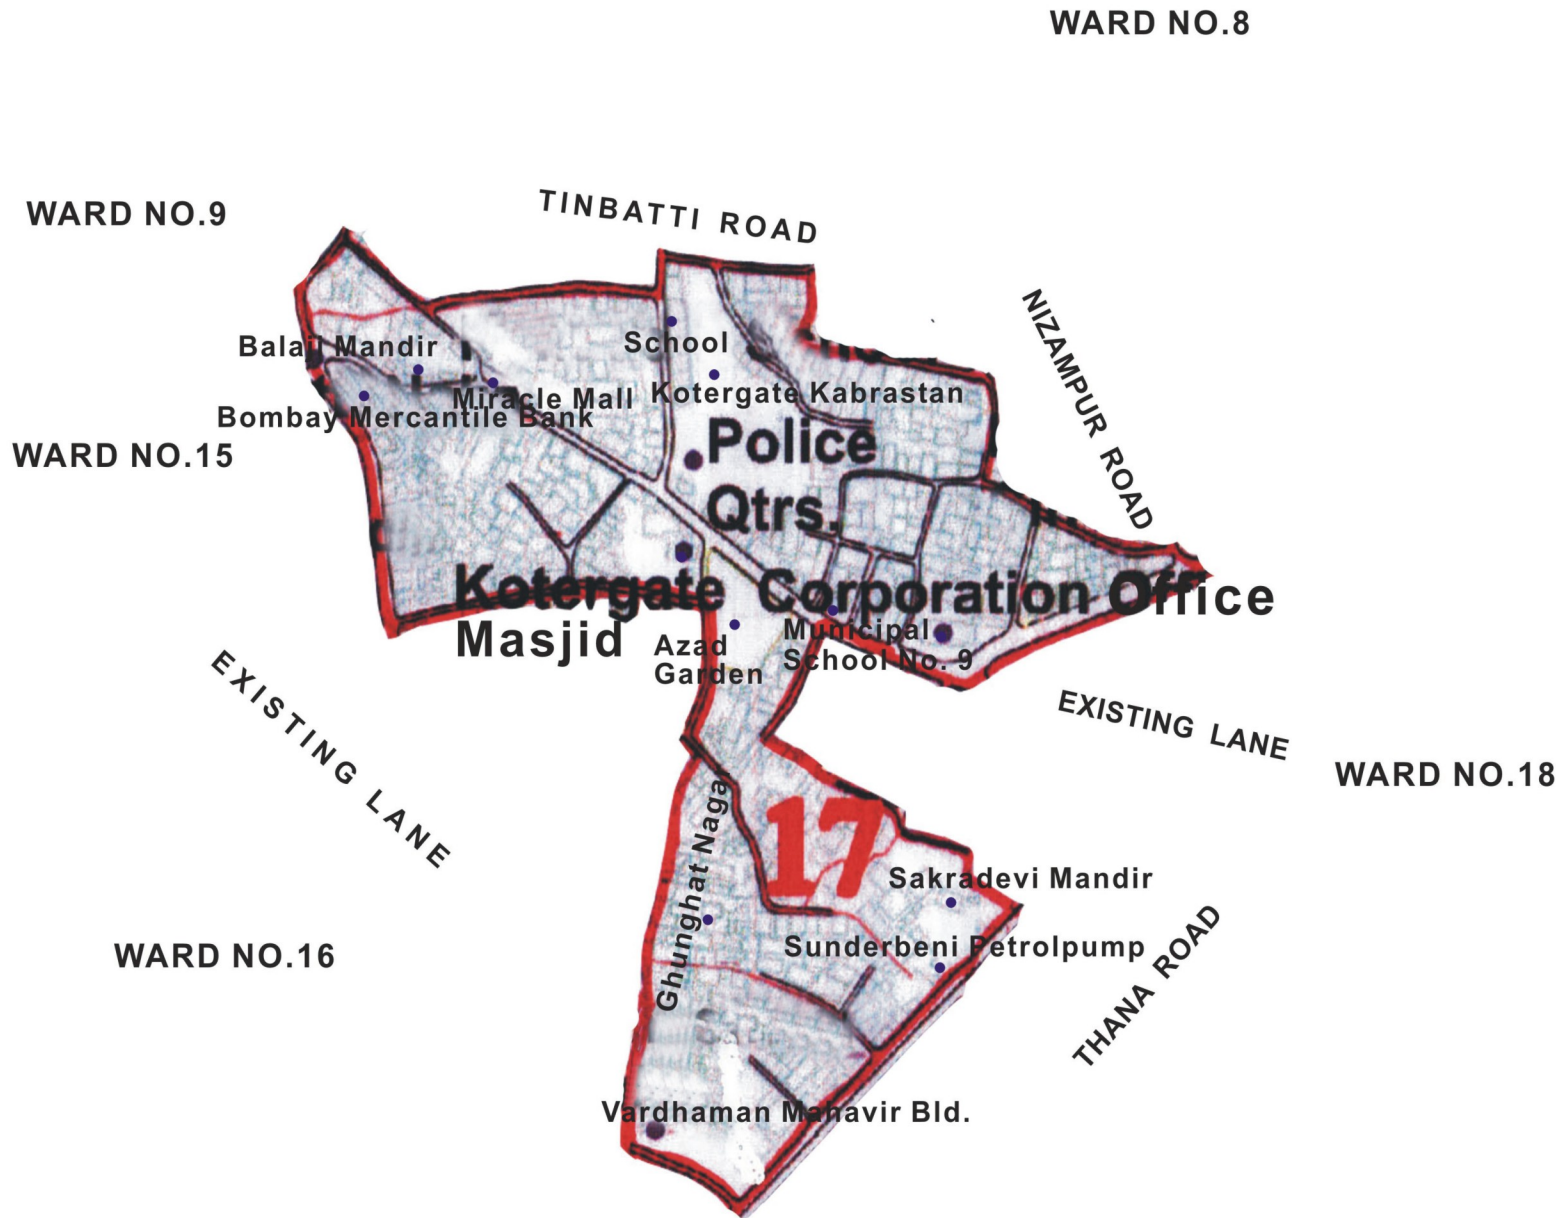 WARD NO.8
WARD NO.9
TINBATTI ROAD
NIZAMPUR ROAD
Balaji Mandir
School
Miracle Mall
Kotergate Kabrastan
Bombay Mercantile Bank
WARD NO.15
Police
Qtrs.
Kotergate
Masjid
Corporation Office
Azad
Garden
Municipal
School No. 9
EXISTING LANE
EXISTING LANE
WARD NO.18
Ghunghat Nagar
17
Sakradevi Mandir
Sunderbeni Petrolpump
WARD NO.16
THANA ROAD
Vardhaman Mahavir Bld.